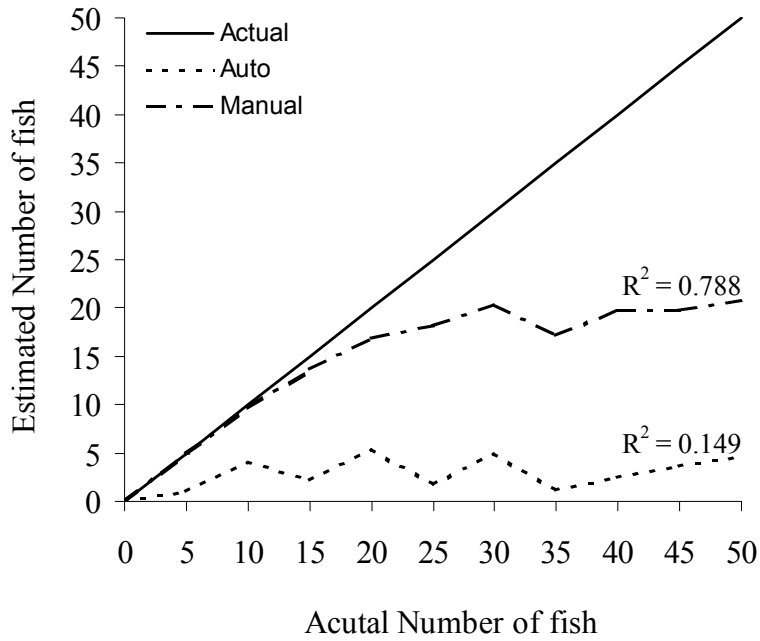 50
45
40
35
30
25
20
15
10
5
0
Estimated Number of fish
Actual
Auto
Manual
R² = 0.788
R² = 0.149
0 5 10 15 20 25 30 35 40 45 50
Acutal Number of fish